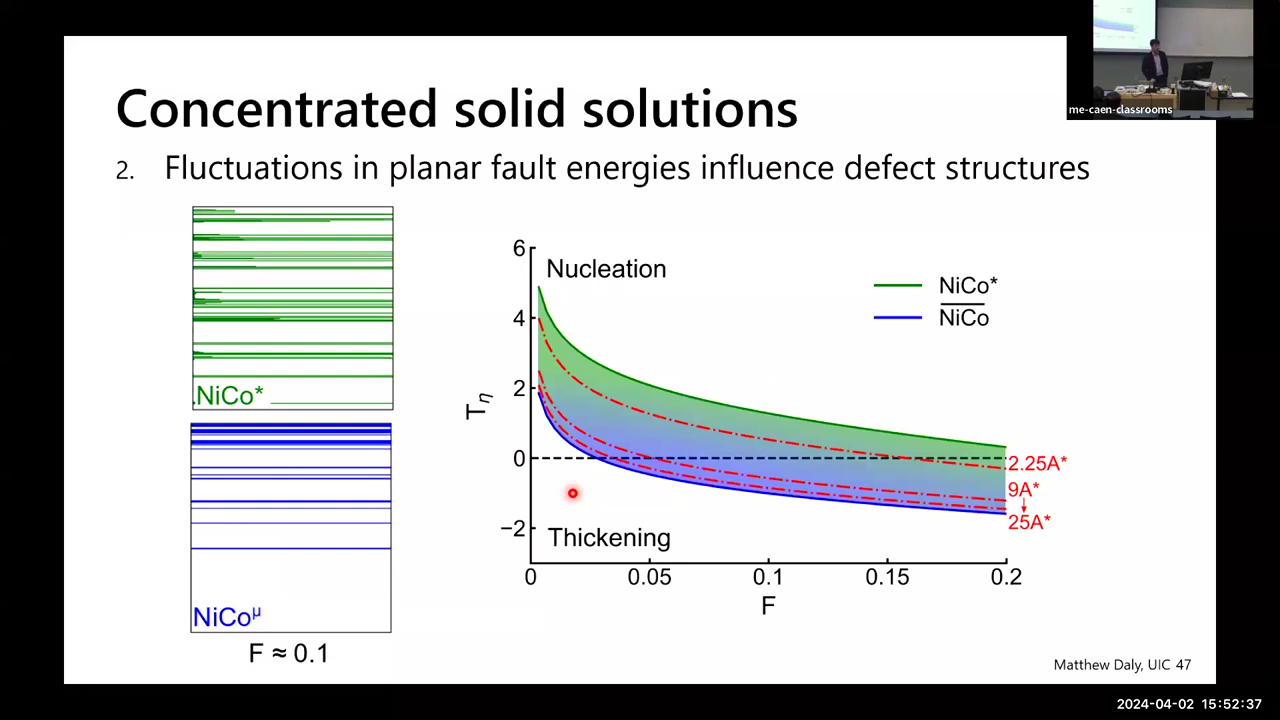 me-caen-classrooms
Concentrated solid solutions
2. Fluctuations in planar fault energies influence defect structures
NiCo*
NiCoµ
F ≈ 0.1
6
4
2
0
−2
Tη
Nucleation
Thickening
NiCo*
NiCo
2.25A*
9A*
25A*
0 0.05 0.1 0.15 0.2
F
Matthew Daly, UIC 47
2024-04-02 15:52:37